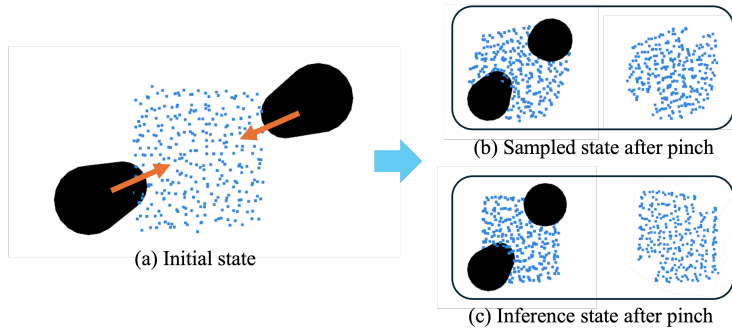 (a) Initial state
(b) Sampled state after pinch
(c) Inference state after pinch